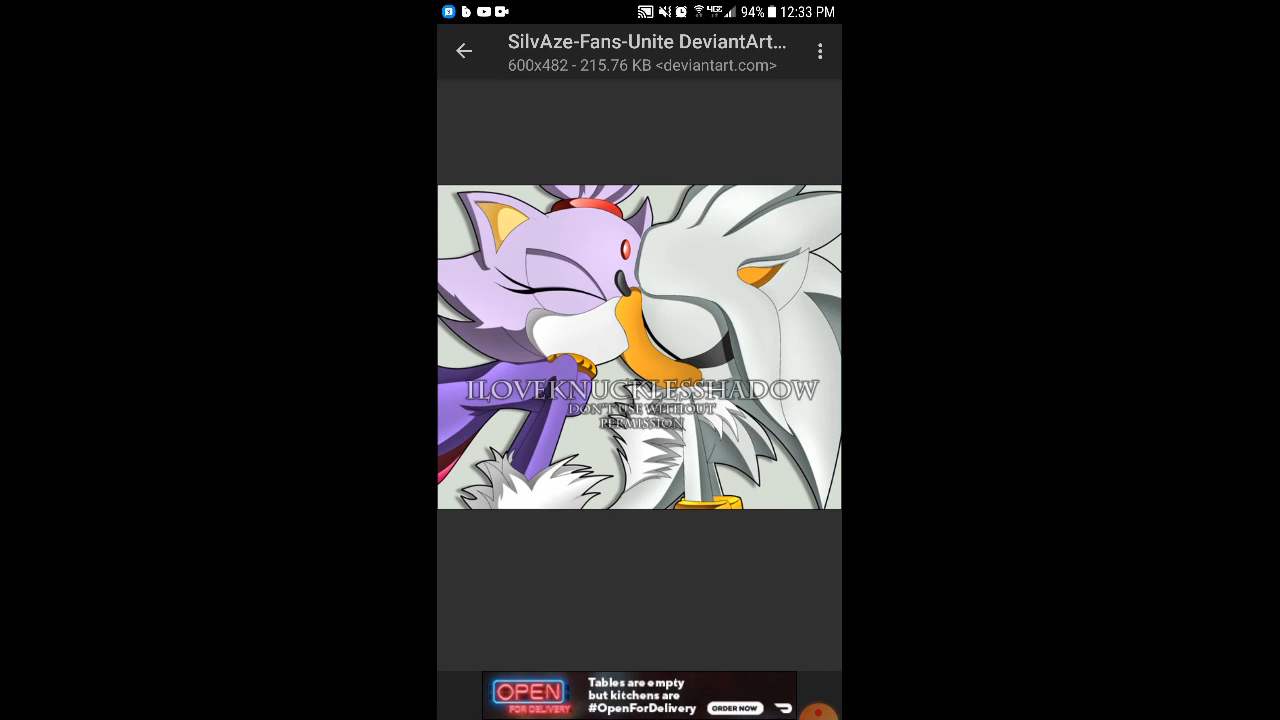 94% 12:33 PM
SilvAze-Fans-Unite DeviantArt...
600x482 - 215.76 KB <deviantart.com>
ILOVEKNUCKLESSHADOW
DON'T USE WITHOUT
PERMISSION
OPEN
FOR DELIVERY
Tables are empty
but kitchens are
#OpenForDelivery
ORDER NOW